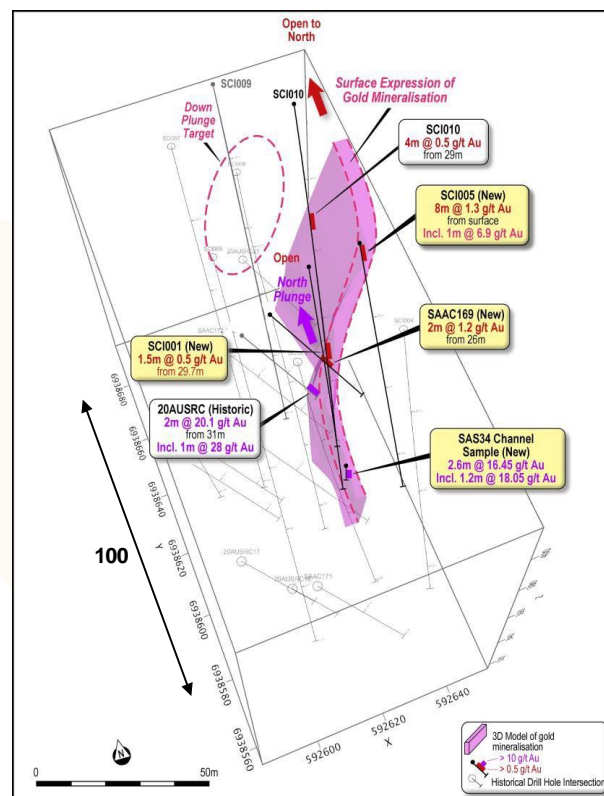 Open to
North
SCI009
SCI010
Surface Expression of
Gold Mineralisation
Down
Plunge
Target
SCI010
4m @ 0.5 g/t Au
from 29m
SCI005 (New)
8m @ 1.3 g/t Au
from surface
Incl. 1m @ 6.9 g/t Au
Open
North
Plunge
SCI004
SAAC169 (New)
2m @ 1.2 g/t Au
from 26m
SCI001 (New)
1.5m @ 0.5 g/t Au
from 29.7m
20AUSRC (Historic)
2m @ 20.1 g/t Au
from 31m
Incl. 1m @ 28 g/t Au
SAS34 Channel
Sample (New)
2.6m @ 16.45 g/t Au
Incl. 1.2m @ 18.05 g/t Au
6938680
6938660
6938640
Y
6938620
6938600
6938580
6938560
100
20AUSRC17
SAAC171
592600
592620
X
592640
N
0
50m
3D Model of gold
mineralisation
> 10 g/t Au
> 0.5 g/t Au
Historical Drill Hole Intersection